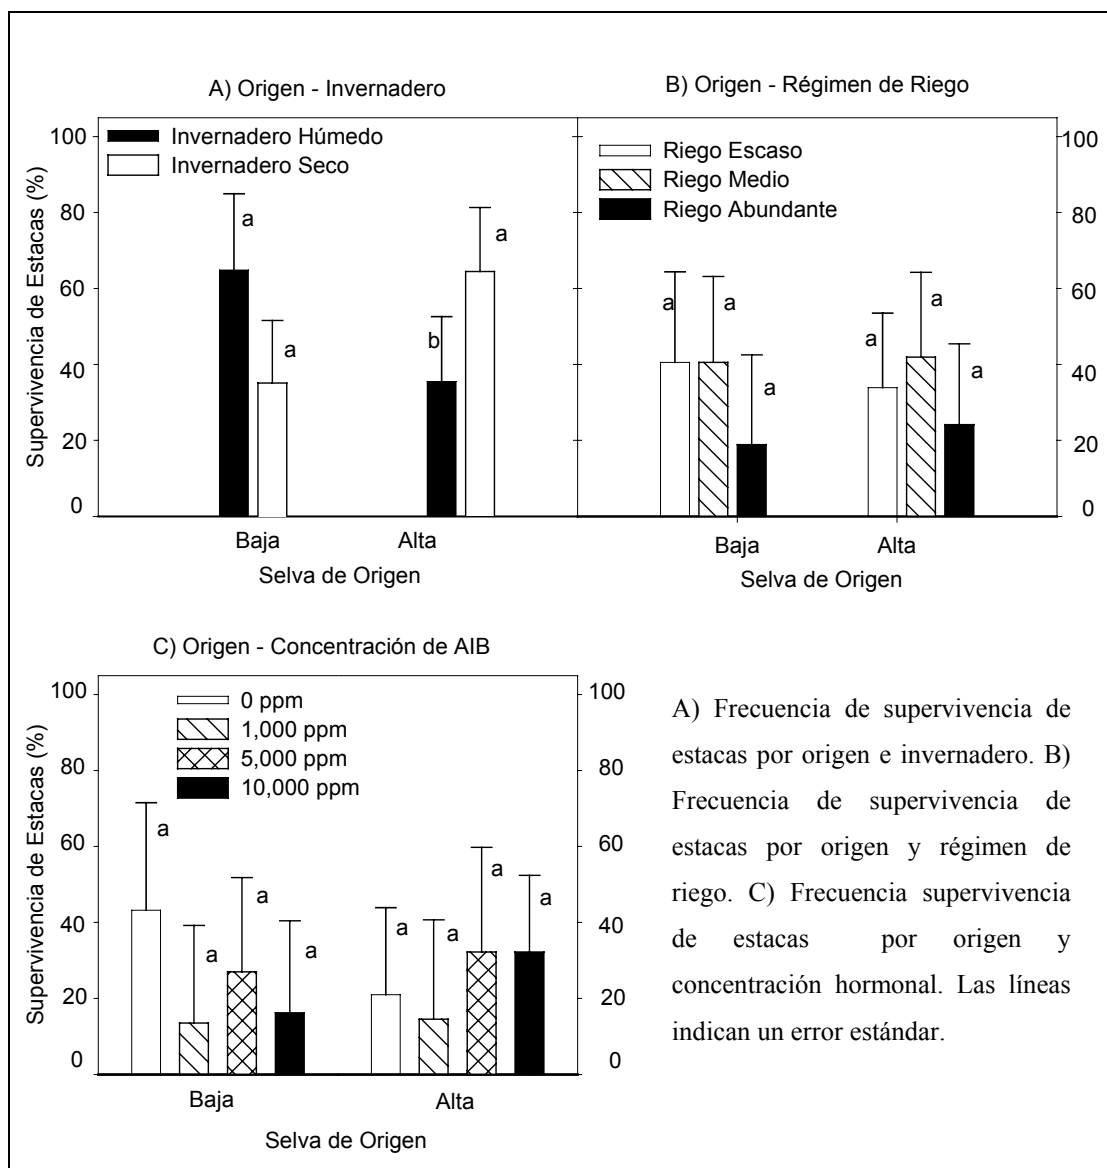 A) Origen - Invernadero
B) Origen - Régimen de Riego
Supervivencia de Estacas (%)
100
80
60
40
20
0
Invernadero Húmedo
Invernadero Seco
a
a
b
a
Baja
Alta
Selva de Origen
Riego Escaso
Riego Medio
Riego Abundante
a
a
a
a
a
a
100
80
60
40
20
0
Baja
Alta
Selva de Origen
C) Origen - Concentración de AIB
Supervivencia de Estacas (%)
100
80
60
40
20
0
0 ppm
1,000 ppm
5,000 ppm
10,000 ppm
a
a
a
a
a
a
a
a
100
80
60
40
20
0
Baja
Alta
Selva de Origen
A) Frecuencia de supervivencia de
estacas por origen e invernadero. B)
Frecuencia de supervivencia de
estacas por origen y régimen de
riego. C) Frecuencia supervivencia
de estacas por origen y
concentración hormonal. Las líneas
indican un error estándar.